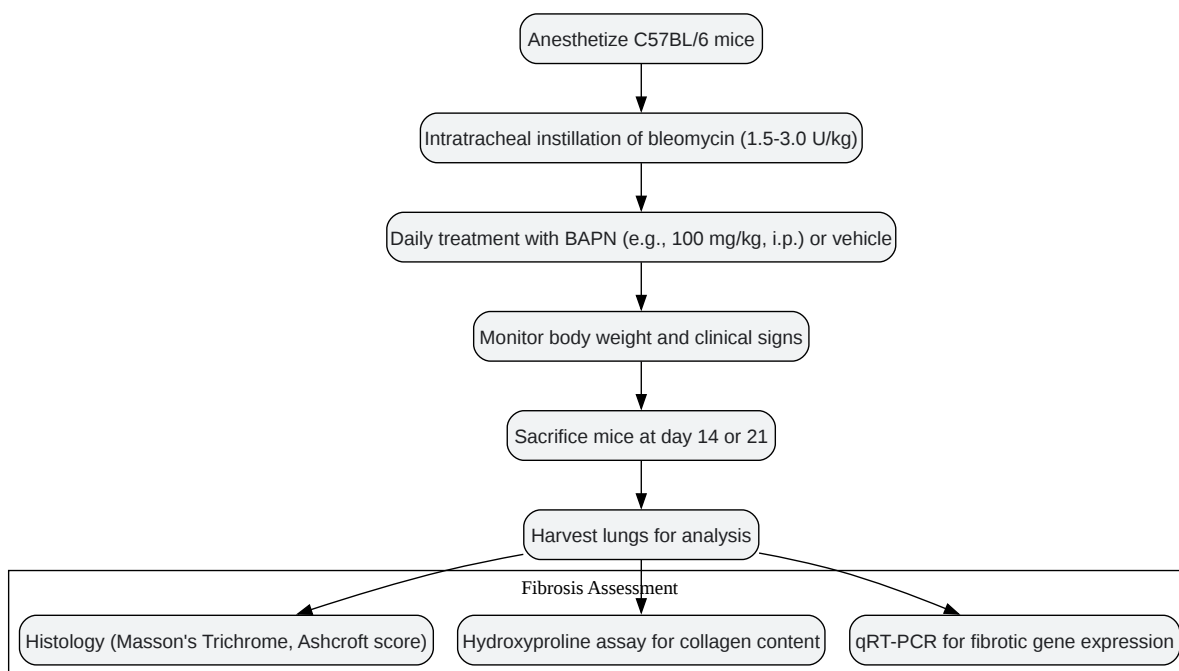 Anesthetize C57BL/6 mice
Intratracheal instillation of bleomycin (1.5-3.0 U/kg)
Daily treatment with BAPN (e.g., 100 mg/kg, i.p.) or vehicle
Monitor body weight and clinical signs
Sacrifice mice at day 14 or 21
Harvest lungs for analysis
Fibrosis Assessment
Histology (Masson's Trichrome, Ashcroft score)
Hydroxyproline assay for collagen content
qRT-PCR for fibrotic gene expression